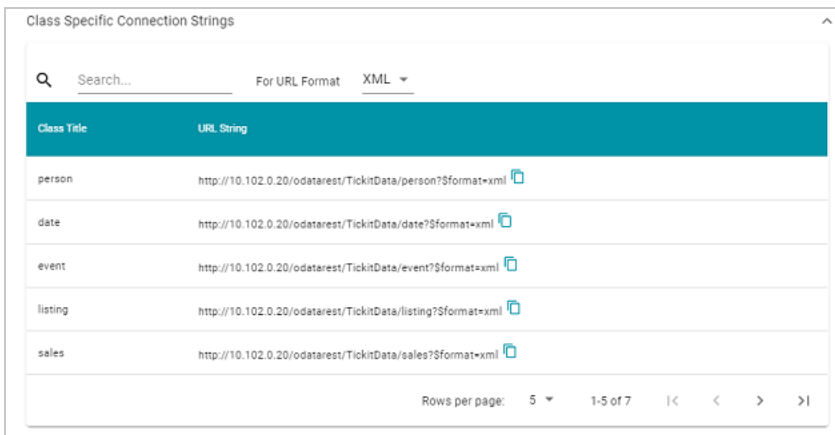 Class Specific Connection Strings
Search... For URL Format XML
Class Title URL String
person http://10.102.0.20/odatarest/TickitData/person?$format=xml
date http://10.102.0.20/odatarest/TickitData/date?$format=xml
event http://10.102.0.20/odatarest/TickitData/event?$format=xml
listing http://10.102.0.20/odatarest/TickitData/listing?$format=xml
sales http://10.102.0.20/odatarest/TickitData/sales?$format=xml
Rows per page: 5 1-5 of 7